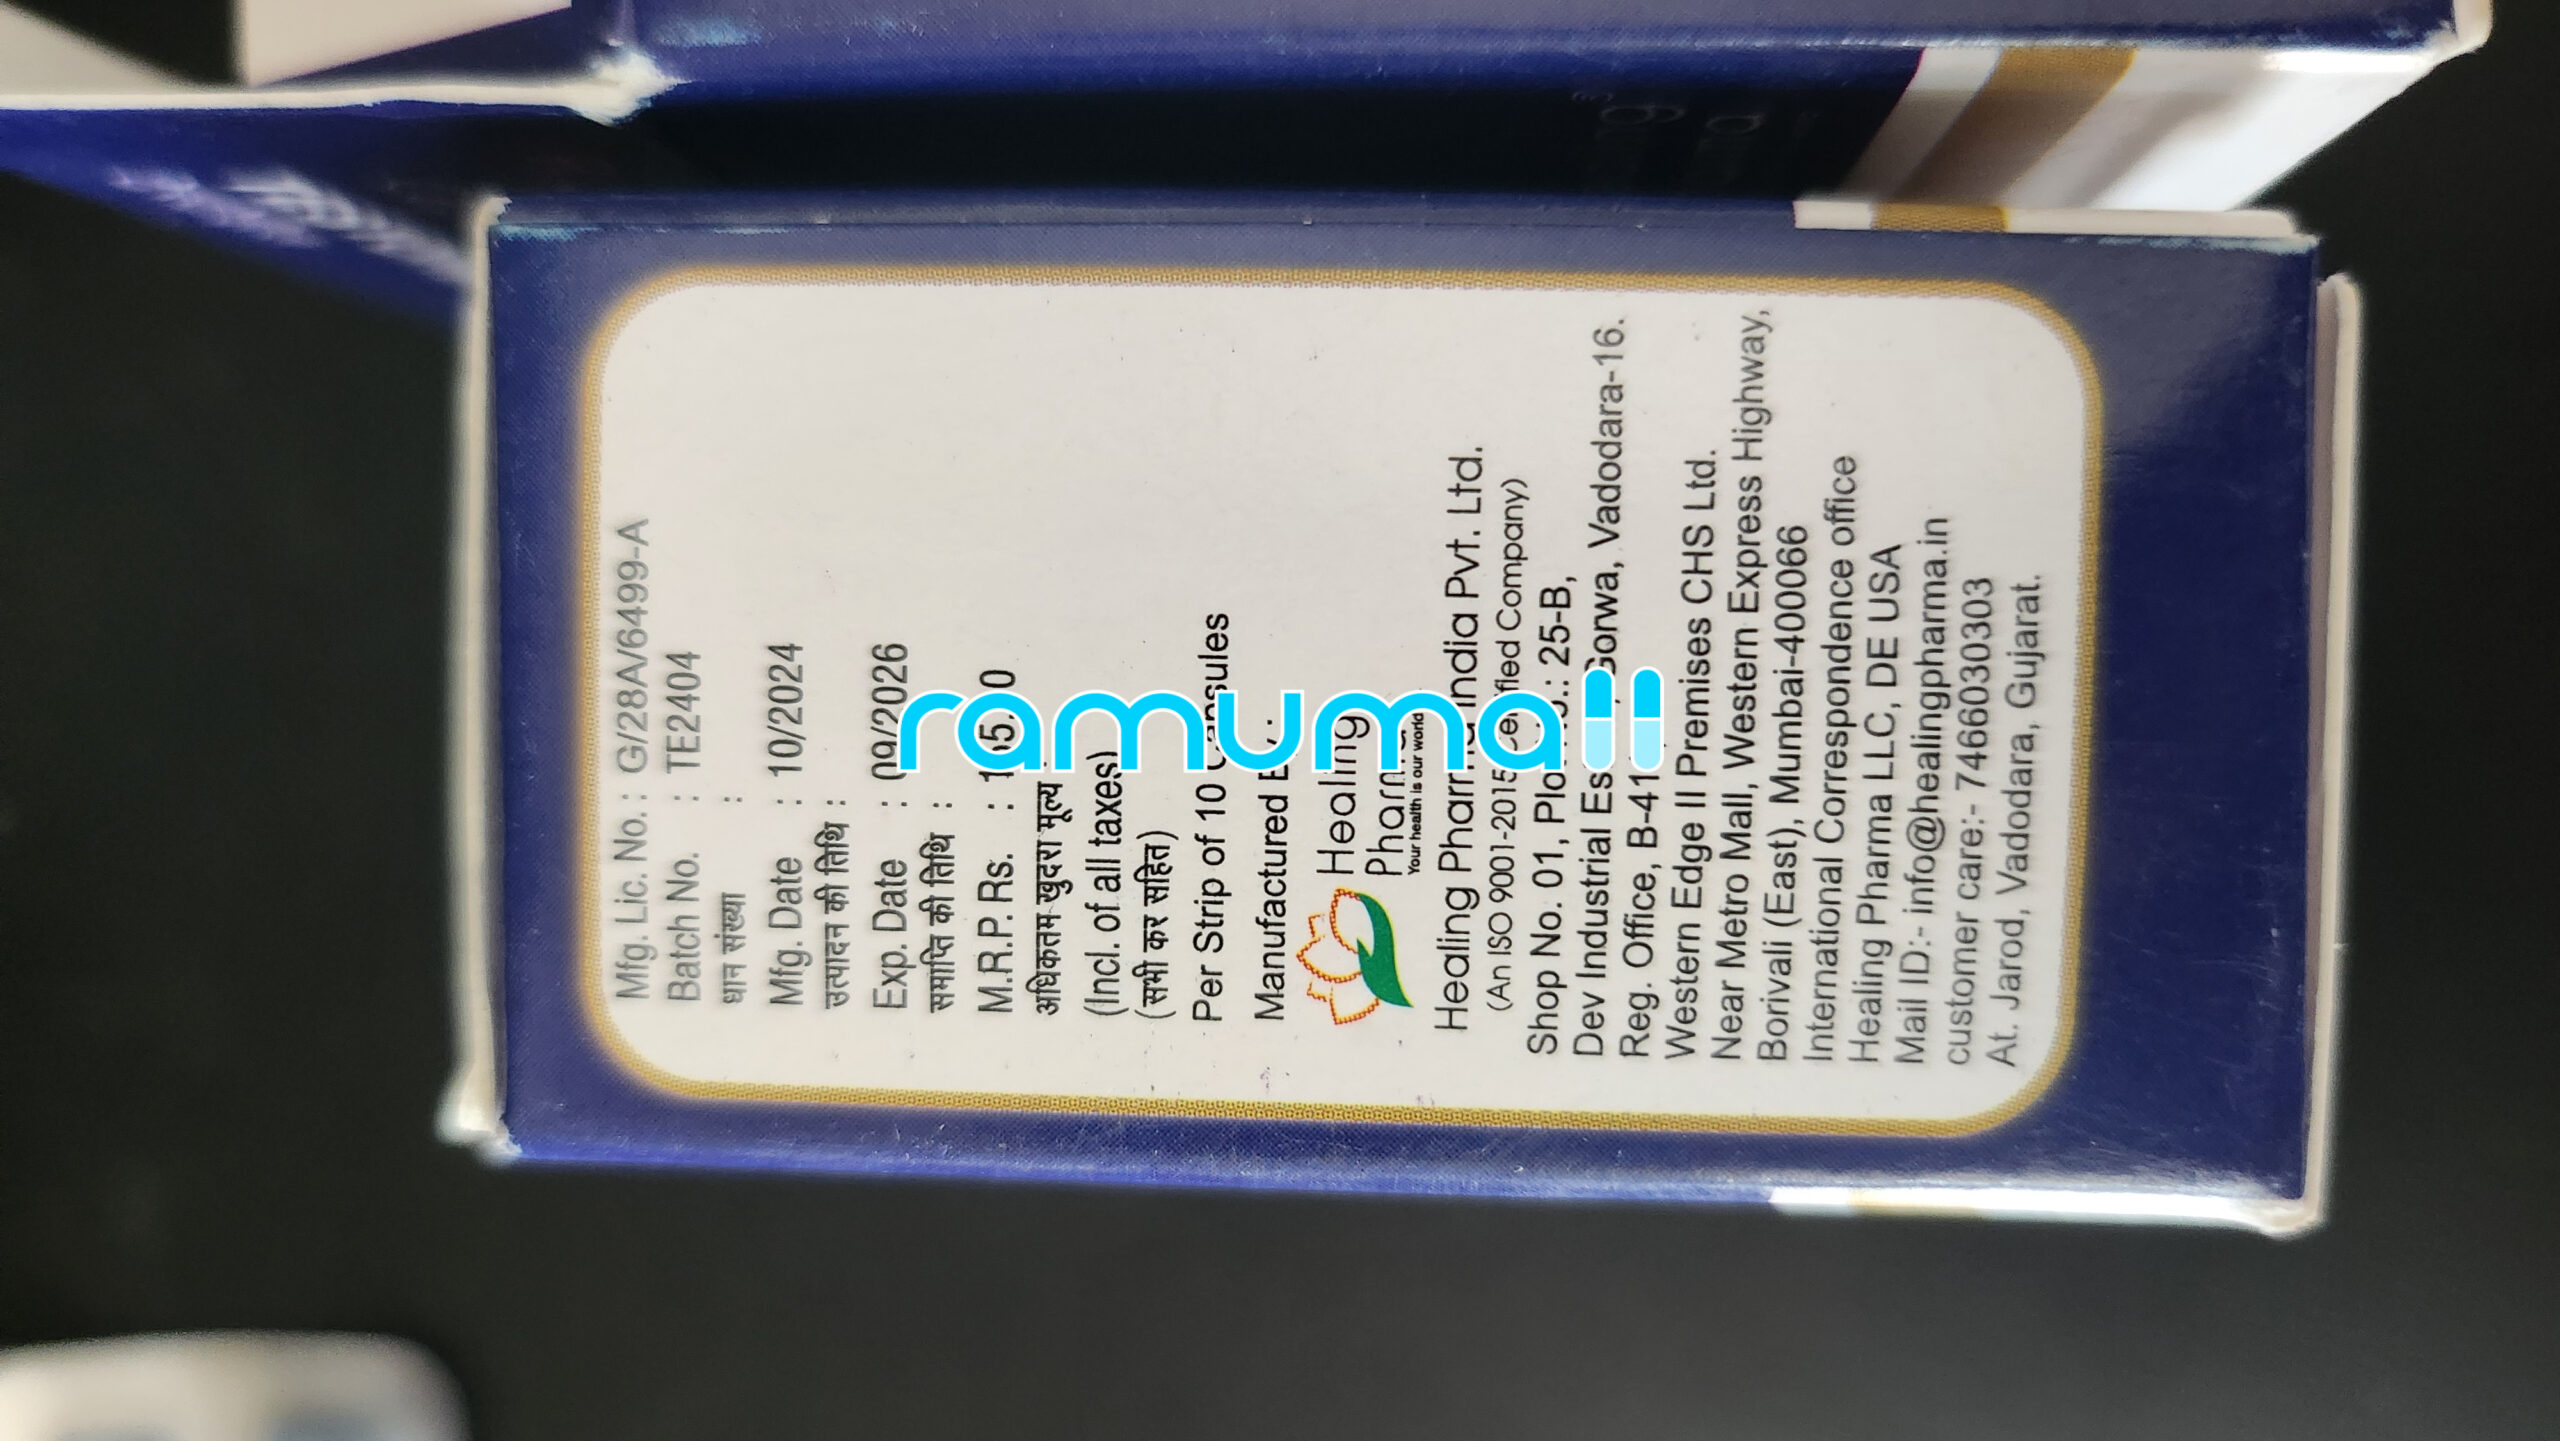 Mfg. Lic. No. : G/28A/6499-A
Batch No. : TE2404
धान संख्या :
Mfg. Date : 10/2024
उत्पादन की तिथि :
Exp. Date : 09/2026
समाप्ति की तिथि :
M.R.P. Rs. :
अधिकतम खुदरा मूल्य
(Incl. of all taxes)
(सभी कर सहित)
Per Strip of 10 Capsules
Manufactured
Healing
Pharma
Your health is our world
Healing Pharma India Pvt. Ltd.
(An ISO 9001-2015 Certified Company)
Shop No. 01, 25-B,
Dev Industrial Gorwa, Vadodara-16.
Reg. Office,
Western Edge II Premises CHS Ltd.
Near Metro Mall, Western Express Highway,
Borivali (East), Mumbai-400066
International Correspondence office
Healing Pharma LLC, DE USA
Mail ID:- info@healingpharma.in
customer care:- 7466030303
At. Jarod, Vadodara, Gujarat.
ramumall